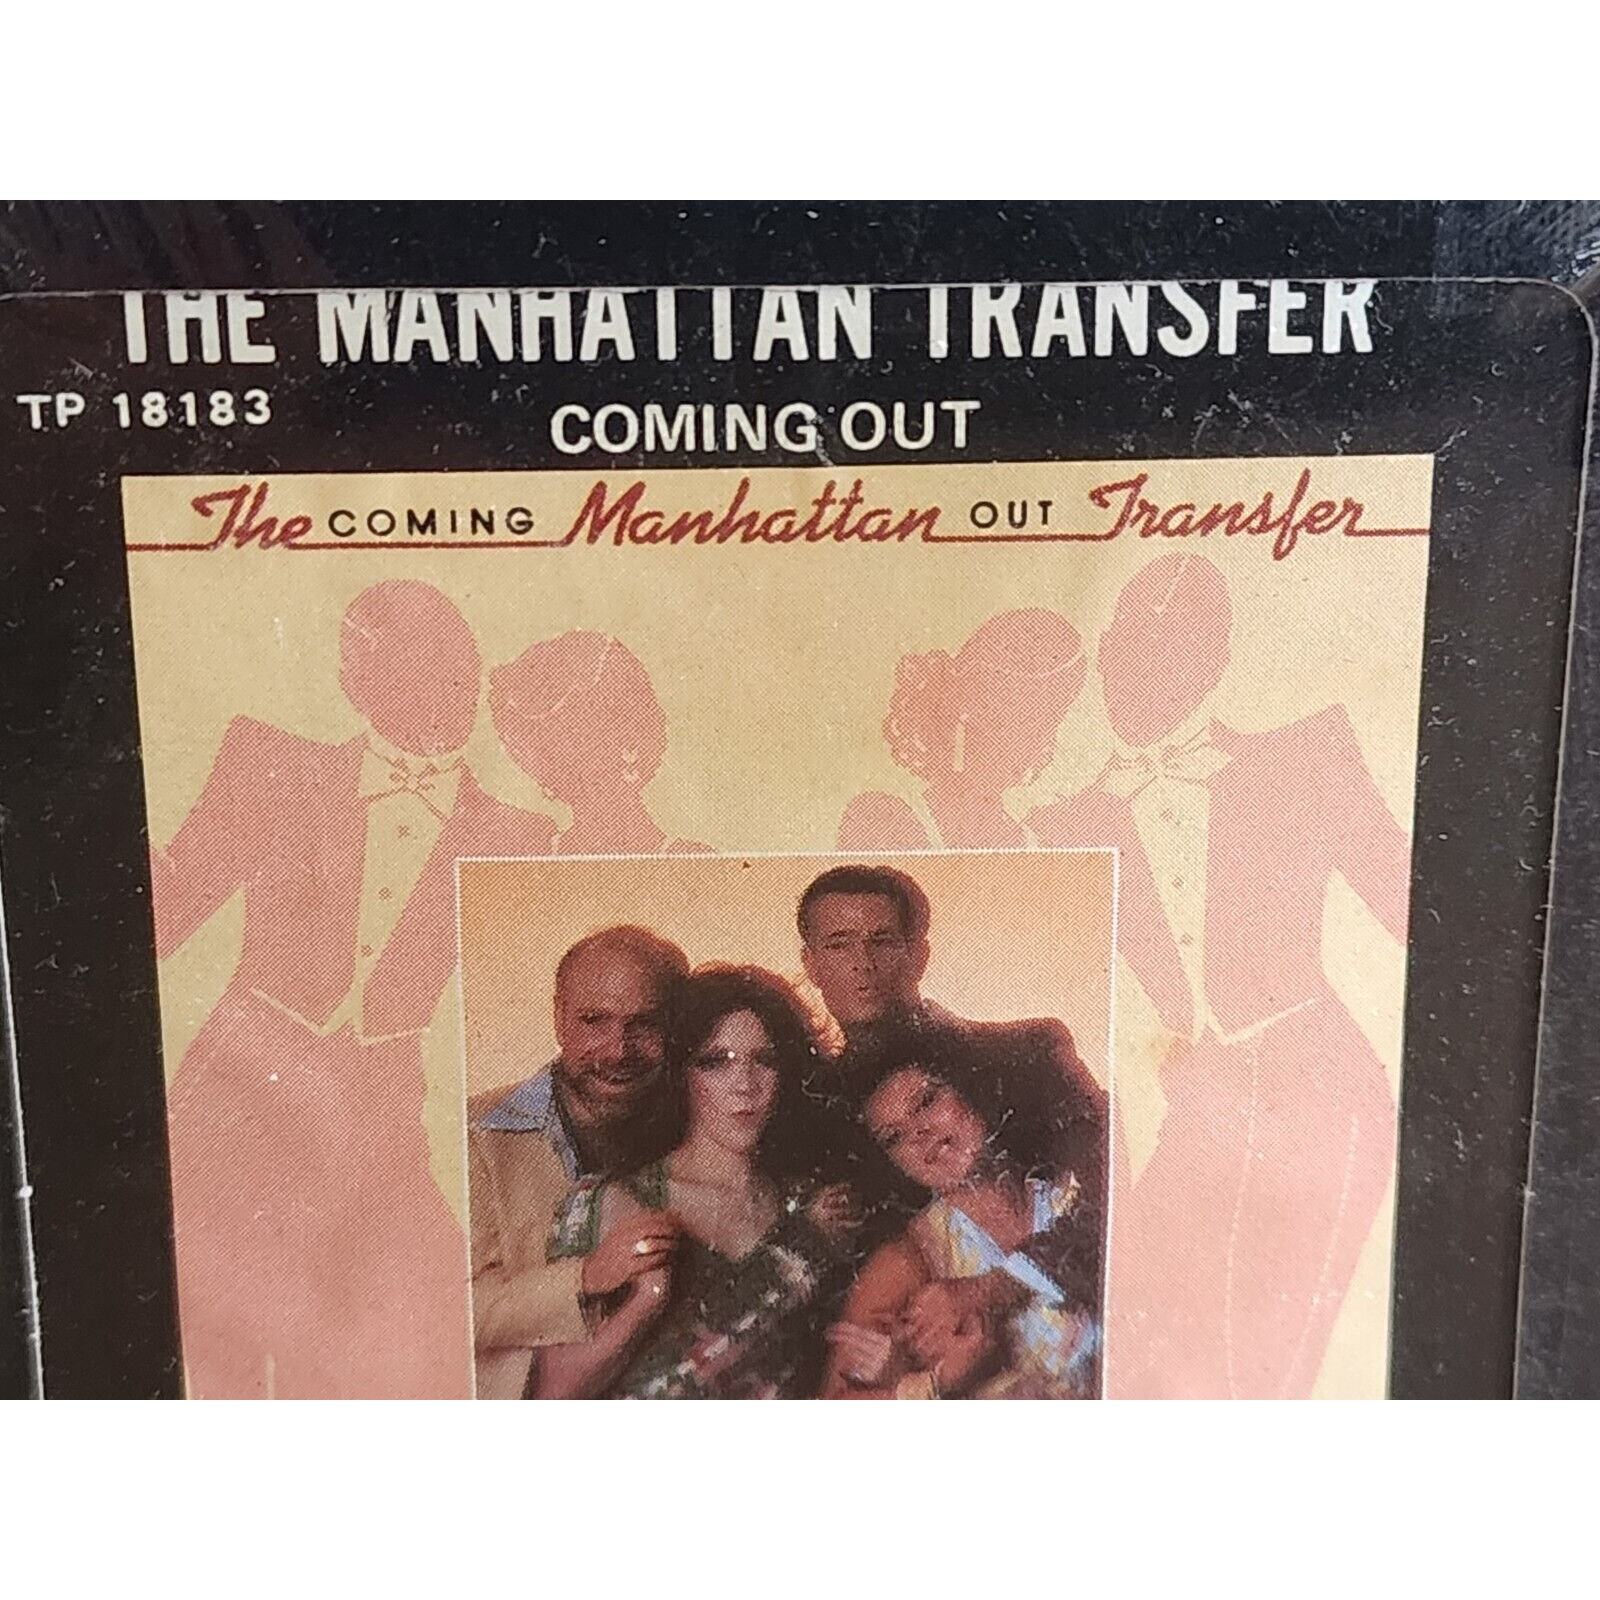 THE MANHATTAN TRANSFER
TP 18183
COMING OUT
The COMING Manhattan OUT Transfer